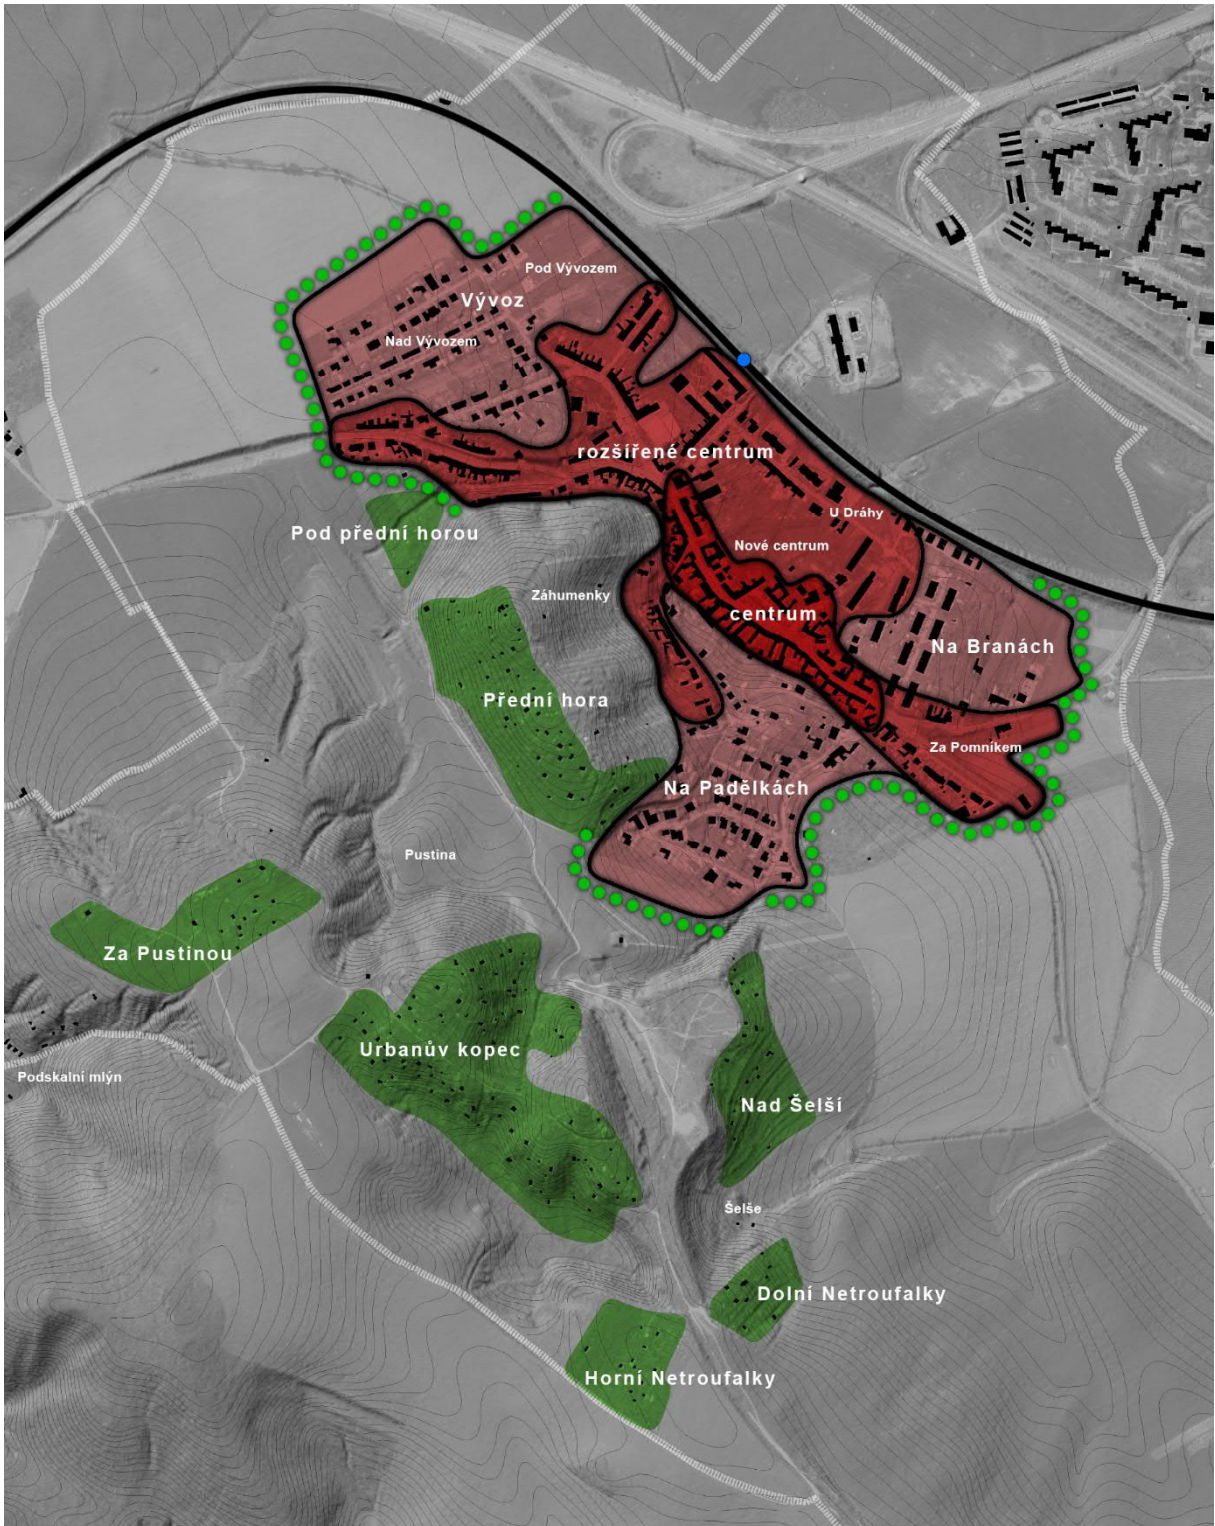 Pod Vývozem
Vývoz
Nad Vývozem
rozšířené centrum
U Dráhy
Pod přední horou
Nové centrum
Záhumenky
centrum
Na Branách
Přední hora
Za Pomníkem
Na Padělkách
Pustina
Za Pustinou
Urbanův kopec
Podskalní mlýn
Nad Šelší
Šelše
Dolní Netroufalky
Horní Netroufalky